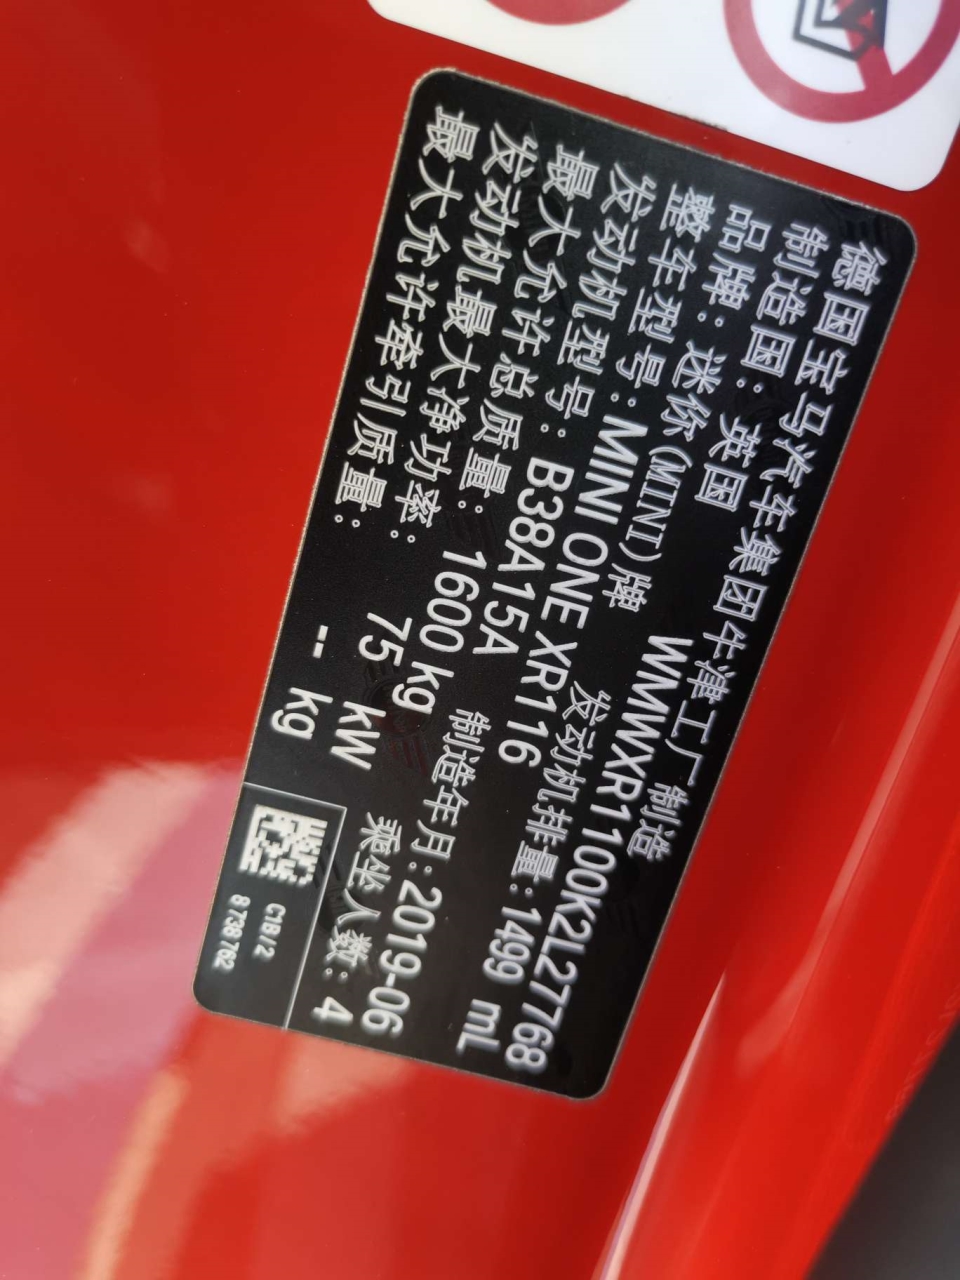 德国宝马汽车集团牛津工厂 制造
制造国：英国 WMWXR1100K2L27768
品牌：迷你(MINI)牌
整车型号：MINI ONE XR116 发动机排量：1499 mL
发动机型号：B38A15A
最大允许总质量：1600 kg 制造年月：2019-06
发动机最大净功率：75 kW 乘坐人数：4
最大允许牵引质量：-- kg
C1B/2
8 738 762